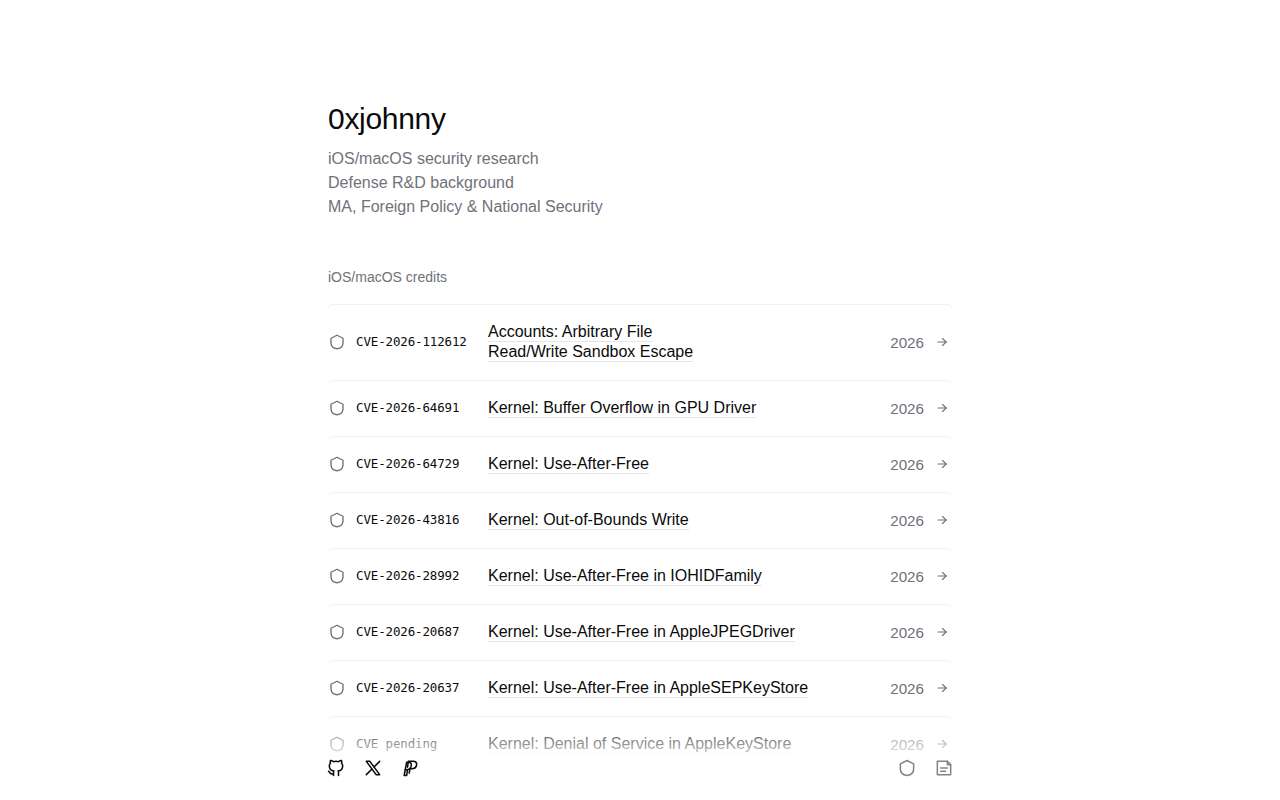 0xjohnny
iOS/macOS security research
Defense R&D background
MA, Foreign Policy & National Security
iOS/macOS credits
CVE-2026-112612 Accounts: Arbitrary File
Read/Write Sandbox Escape 2026
CVE-2026-64691 Kernel: Buffer Overflow in GPU Driver 2026
CVE-2026-64729 Kernel: Use-After-Free 2026
CVE-2026-43816 Kernel: Out-of-Bounds Write 2026
CVE-2026-28992 Kernel: Use-After-Free in IOHIDFamily 2026
CVE-2026-20687 Kernel: Use-After-Free in AppleJPEGDriver 2026
CVE-2026-20637 Kernel: Use-After-Free in AppleSEPKeyStore 2026
CVE pending Kernel: Denial of Service in AppleKeyStore 2026